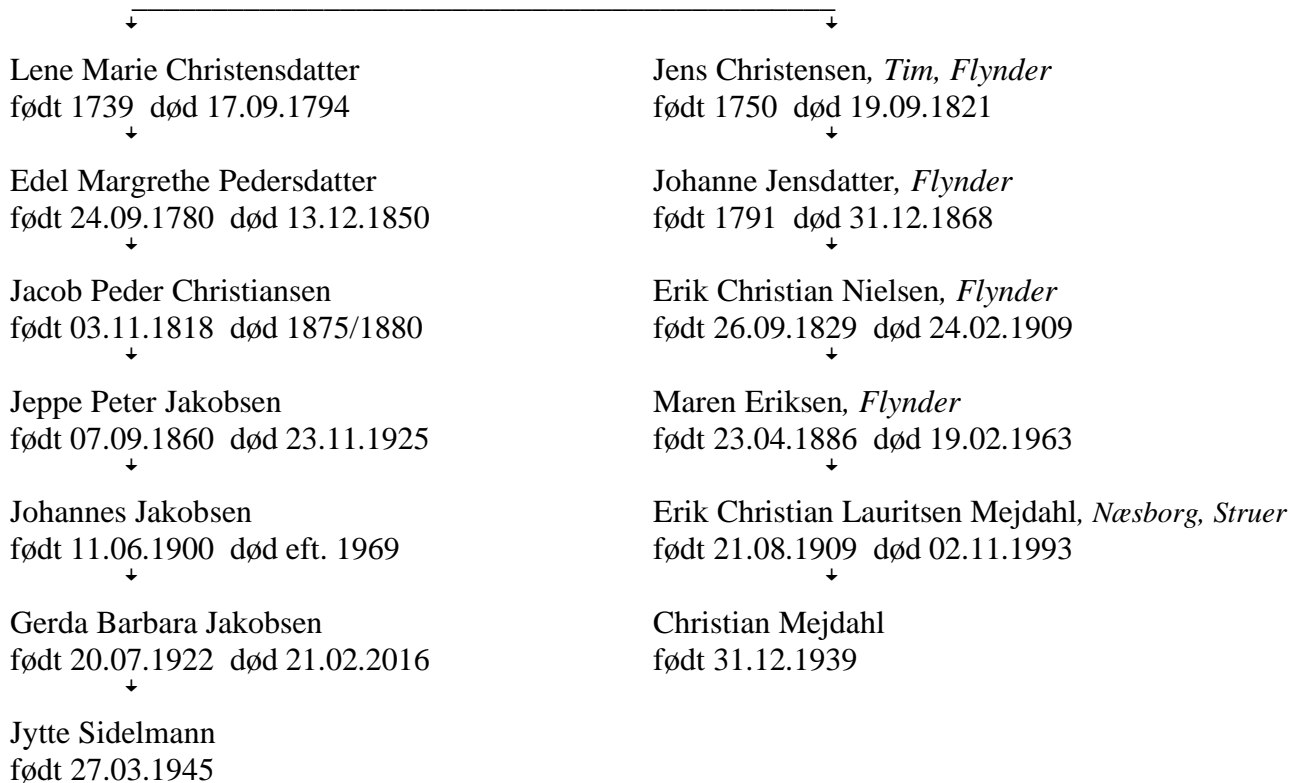 Lene Marie Christensdatter
født 1739 død 17.09.1794
Edel Margrethe Pedersdatter
født 24.09.1780 død 13.12.1850
Jacob Peder Christiansen
født 03.11.1818 død 1875/1880
Jeppe Peter Jakobsen
født 07.09.1860 død 23.11.1925
Johannes Jakobsen
født 11.06.1900 død eft. 1969
Gerda Barbara Jakobsen
født 20.07.1922 død 21.02.2016
Jytte Sidelmann
født 27.03.1945
Jens Christensen, Tim, Flynder
født 1750 død 19.09.1821
Johanne Jensdatter, Flynder
født 1791 død 31.12.1868
Erik Christian Nielsen, Flynder
født 26.09.1829 død 24.02.1909
Maren Eriksen, Flynder
født 23.04.1886 død 19.02.1963
Erik Christian Lauritsen Mejdahl, Næsborg, Struer
født 21.08.1909 død 02.11.1993
Christian Mejdahl
født 31.12.1939